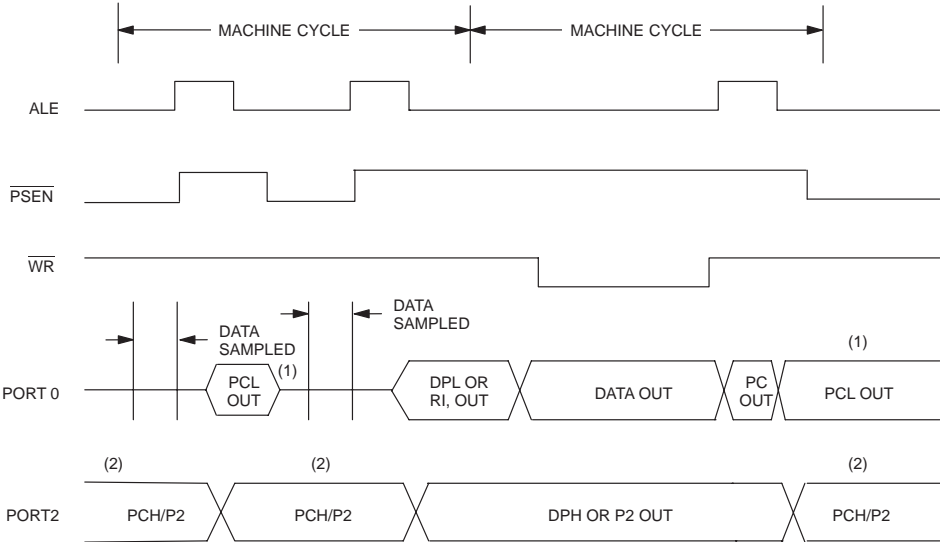 MACHINE CYCLE
MACHINE CYCLE
ALE
PSEN
WR
DATA
SAMPLED
DATA
SAMPLED
(1)
(1)
PORT 0
PCL
OUT
DPL OR
RI, OUT
DATA OUT
PC
OUT
PCL OUT
(2)
(2)
(2)
PORT2
PCH/P2
PCH/P2
DPH OR P2 OUT
PCH/P2